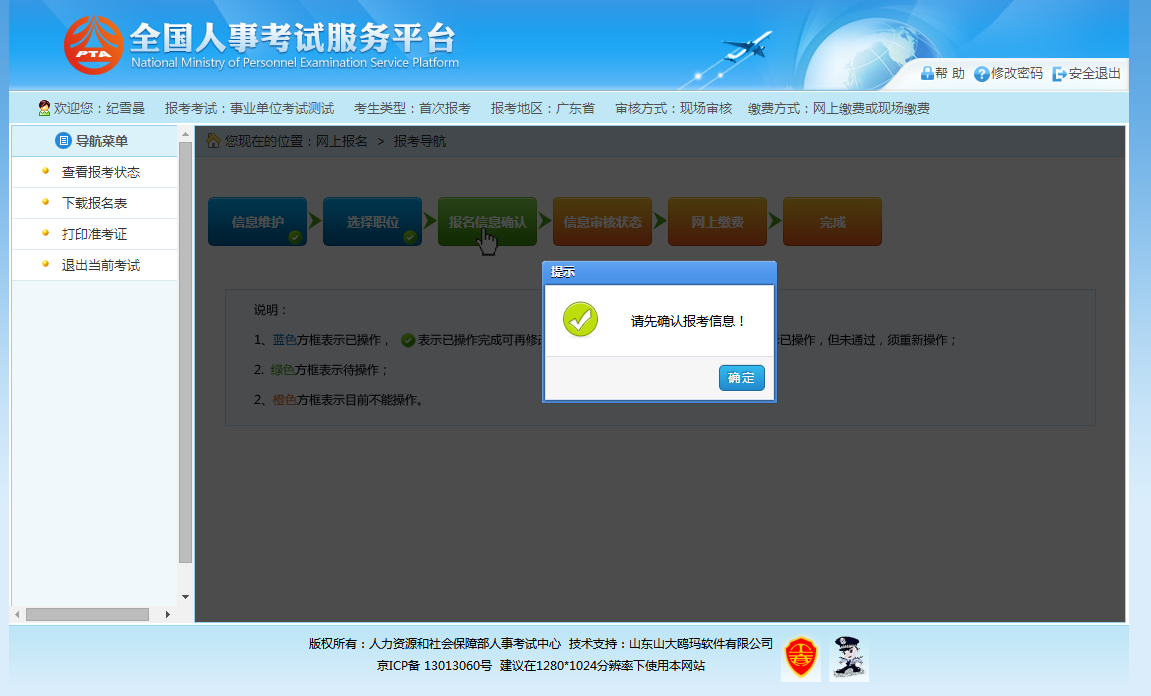 全国人事考试服务平台
PTA
National Ministry of Personnel Examination Service Platform
帮 助 修改密码 安全退出
欢迎您：纪雪曼 报考考试：事业单位考试测试 考生类型：首次报考 报考地区：广东省 审核方式：现场审核 缴费方式：网上缴费或现场缴费
导航菜单
查看报考状态
下载报名表
打印准考证
退出当前考试
您现在的位置：网上报名 > 报考导航
信息维护 选择职位 报名信息确认 信息审核状态 网上缴费 完成
提示
请先确认报考信息！
确定
说明：
1、蓝色方框表示已操作， 表示已操作完成可再修 已操作，但未通过，须重新操作；
2. 绿色方框表示待操作；
2、橙色方框表示目前不能操作。
版权所有：人力资源和社会保障部人事考试中心 技术支持：山东山大鸥玛软件有限公司
京ICP备 13013060号 建议在1280*1024分辨率下使用本网站